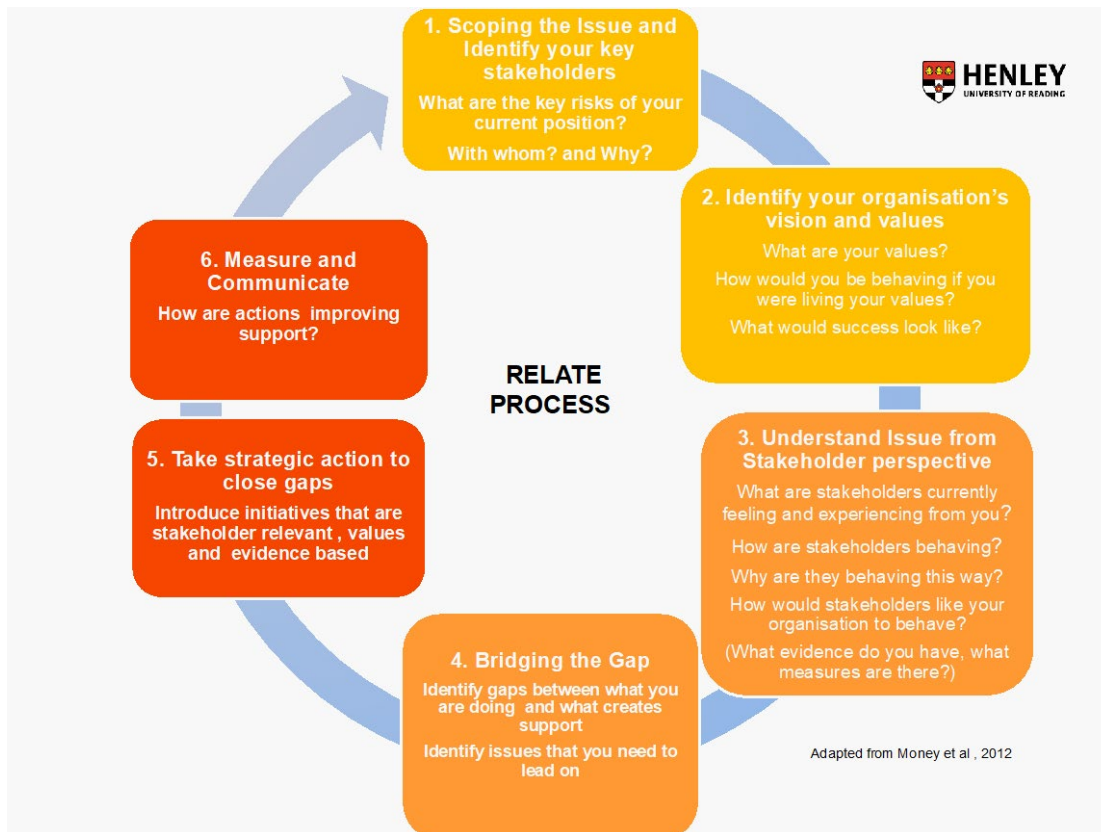 1. Scoping the Issue and
Identify your key
stakeholders
What are the key risks of your
current position?
With whom? and Why?
HENLEY
UNIVERSITY OF READING
2. Identify your organisation’s
vision and values
What are your values?
How would you be behaving if you
were living your values?
What would success look like?
3. Understand Issue from
Stakeholder perspective
What are stakeholders currently
feeling and experiencing from you?
How are stakeholders behaving?
Why are they behaving this way?
How would stakeholders like your
organisation to behave?
(What evidence do you have, what
measures are there?)
4. Bridging the Gap
Identify gaps between what you
are doing and what creates
support
Identify issues that you need to
lead on
5. Take strategic action to
close gaps
Introduce initiatives that are
stakeholder relevant , values
and evidence based
6. Measure and
Communicate
How are actions improving
support?
RELATE
PROCESS
Adapted from Money et al , 2012